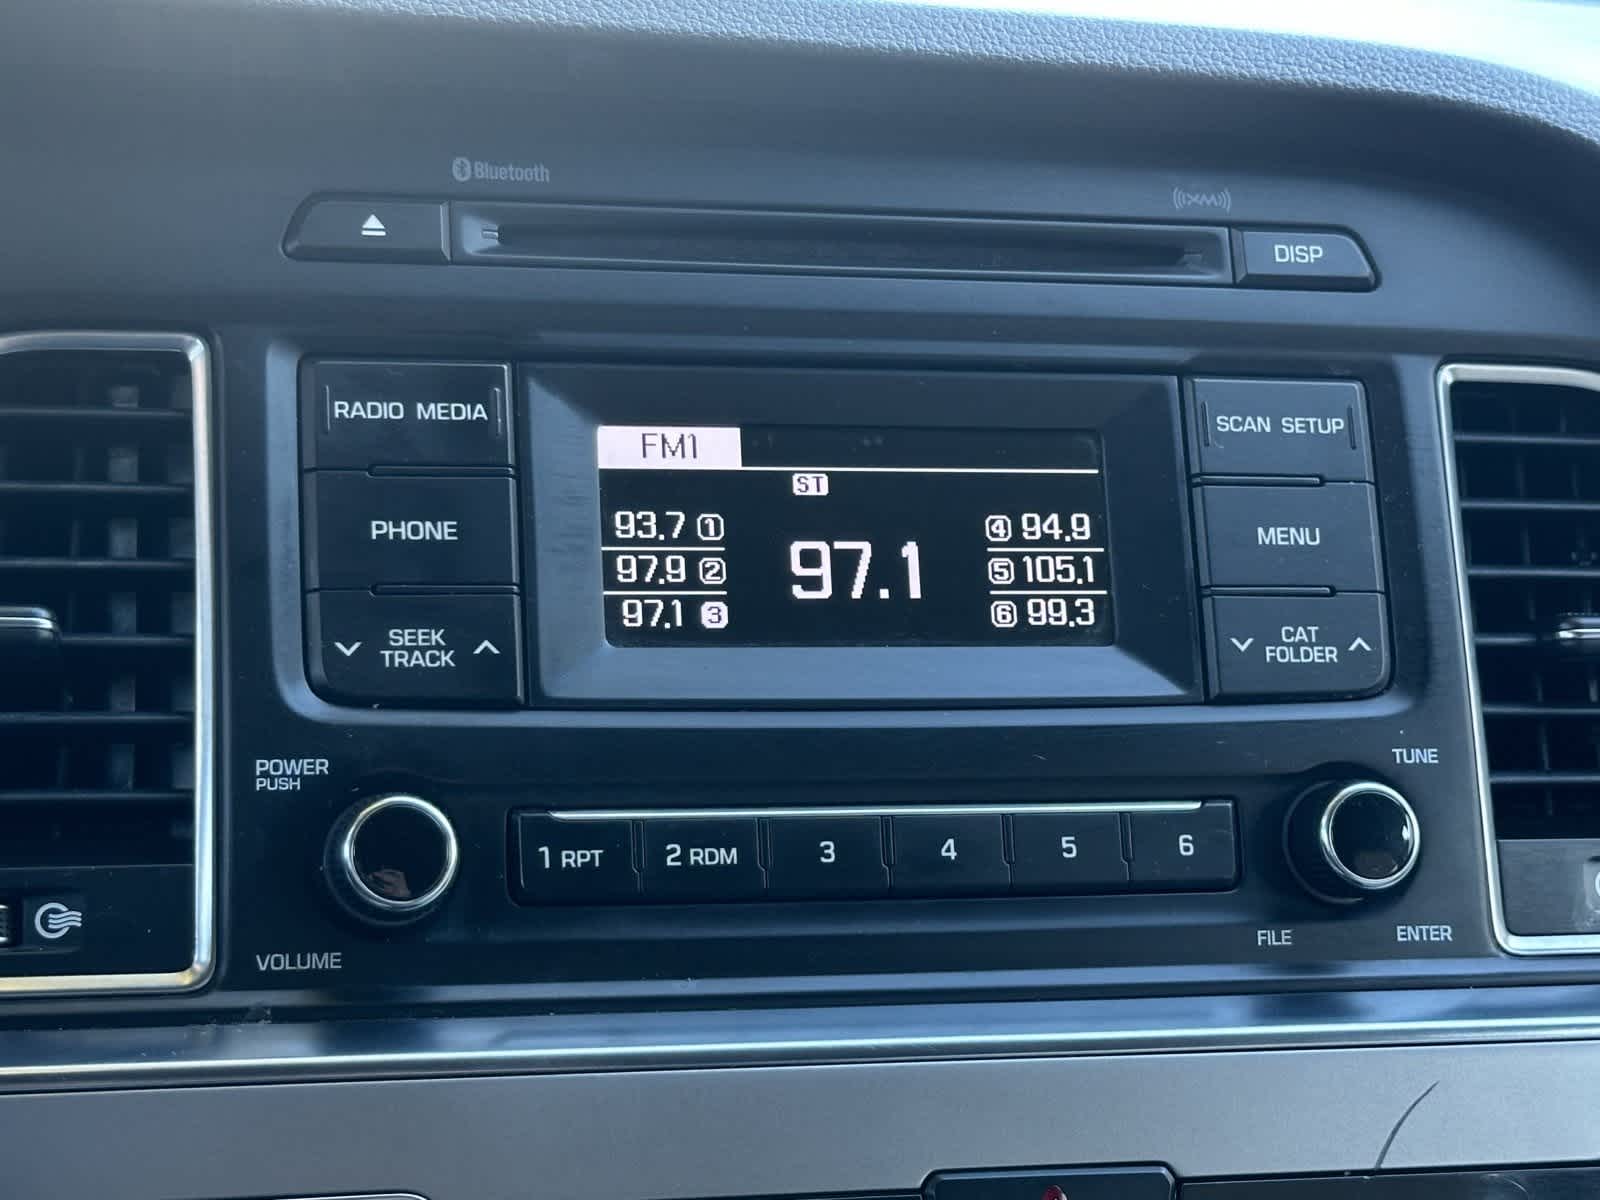 Bluetooth
((XM))
DISP
RADIO MEDIA
SCAN SETUP
PHONE
MENU
SEEK
TRACK
CAT
FOLDER
FM1
ST
93.7 1
97.9 2
97.1 3
97.1
4 94.9
5 105.1
6 99.3
POWER
PUSH
VOLUME
1 RPT
2 RDM
3
4
5
6
TUNE
FILE
ENTER